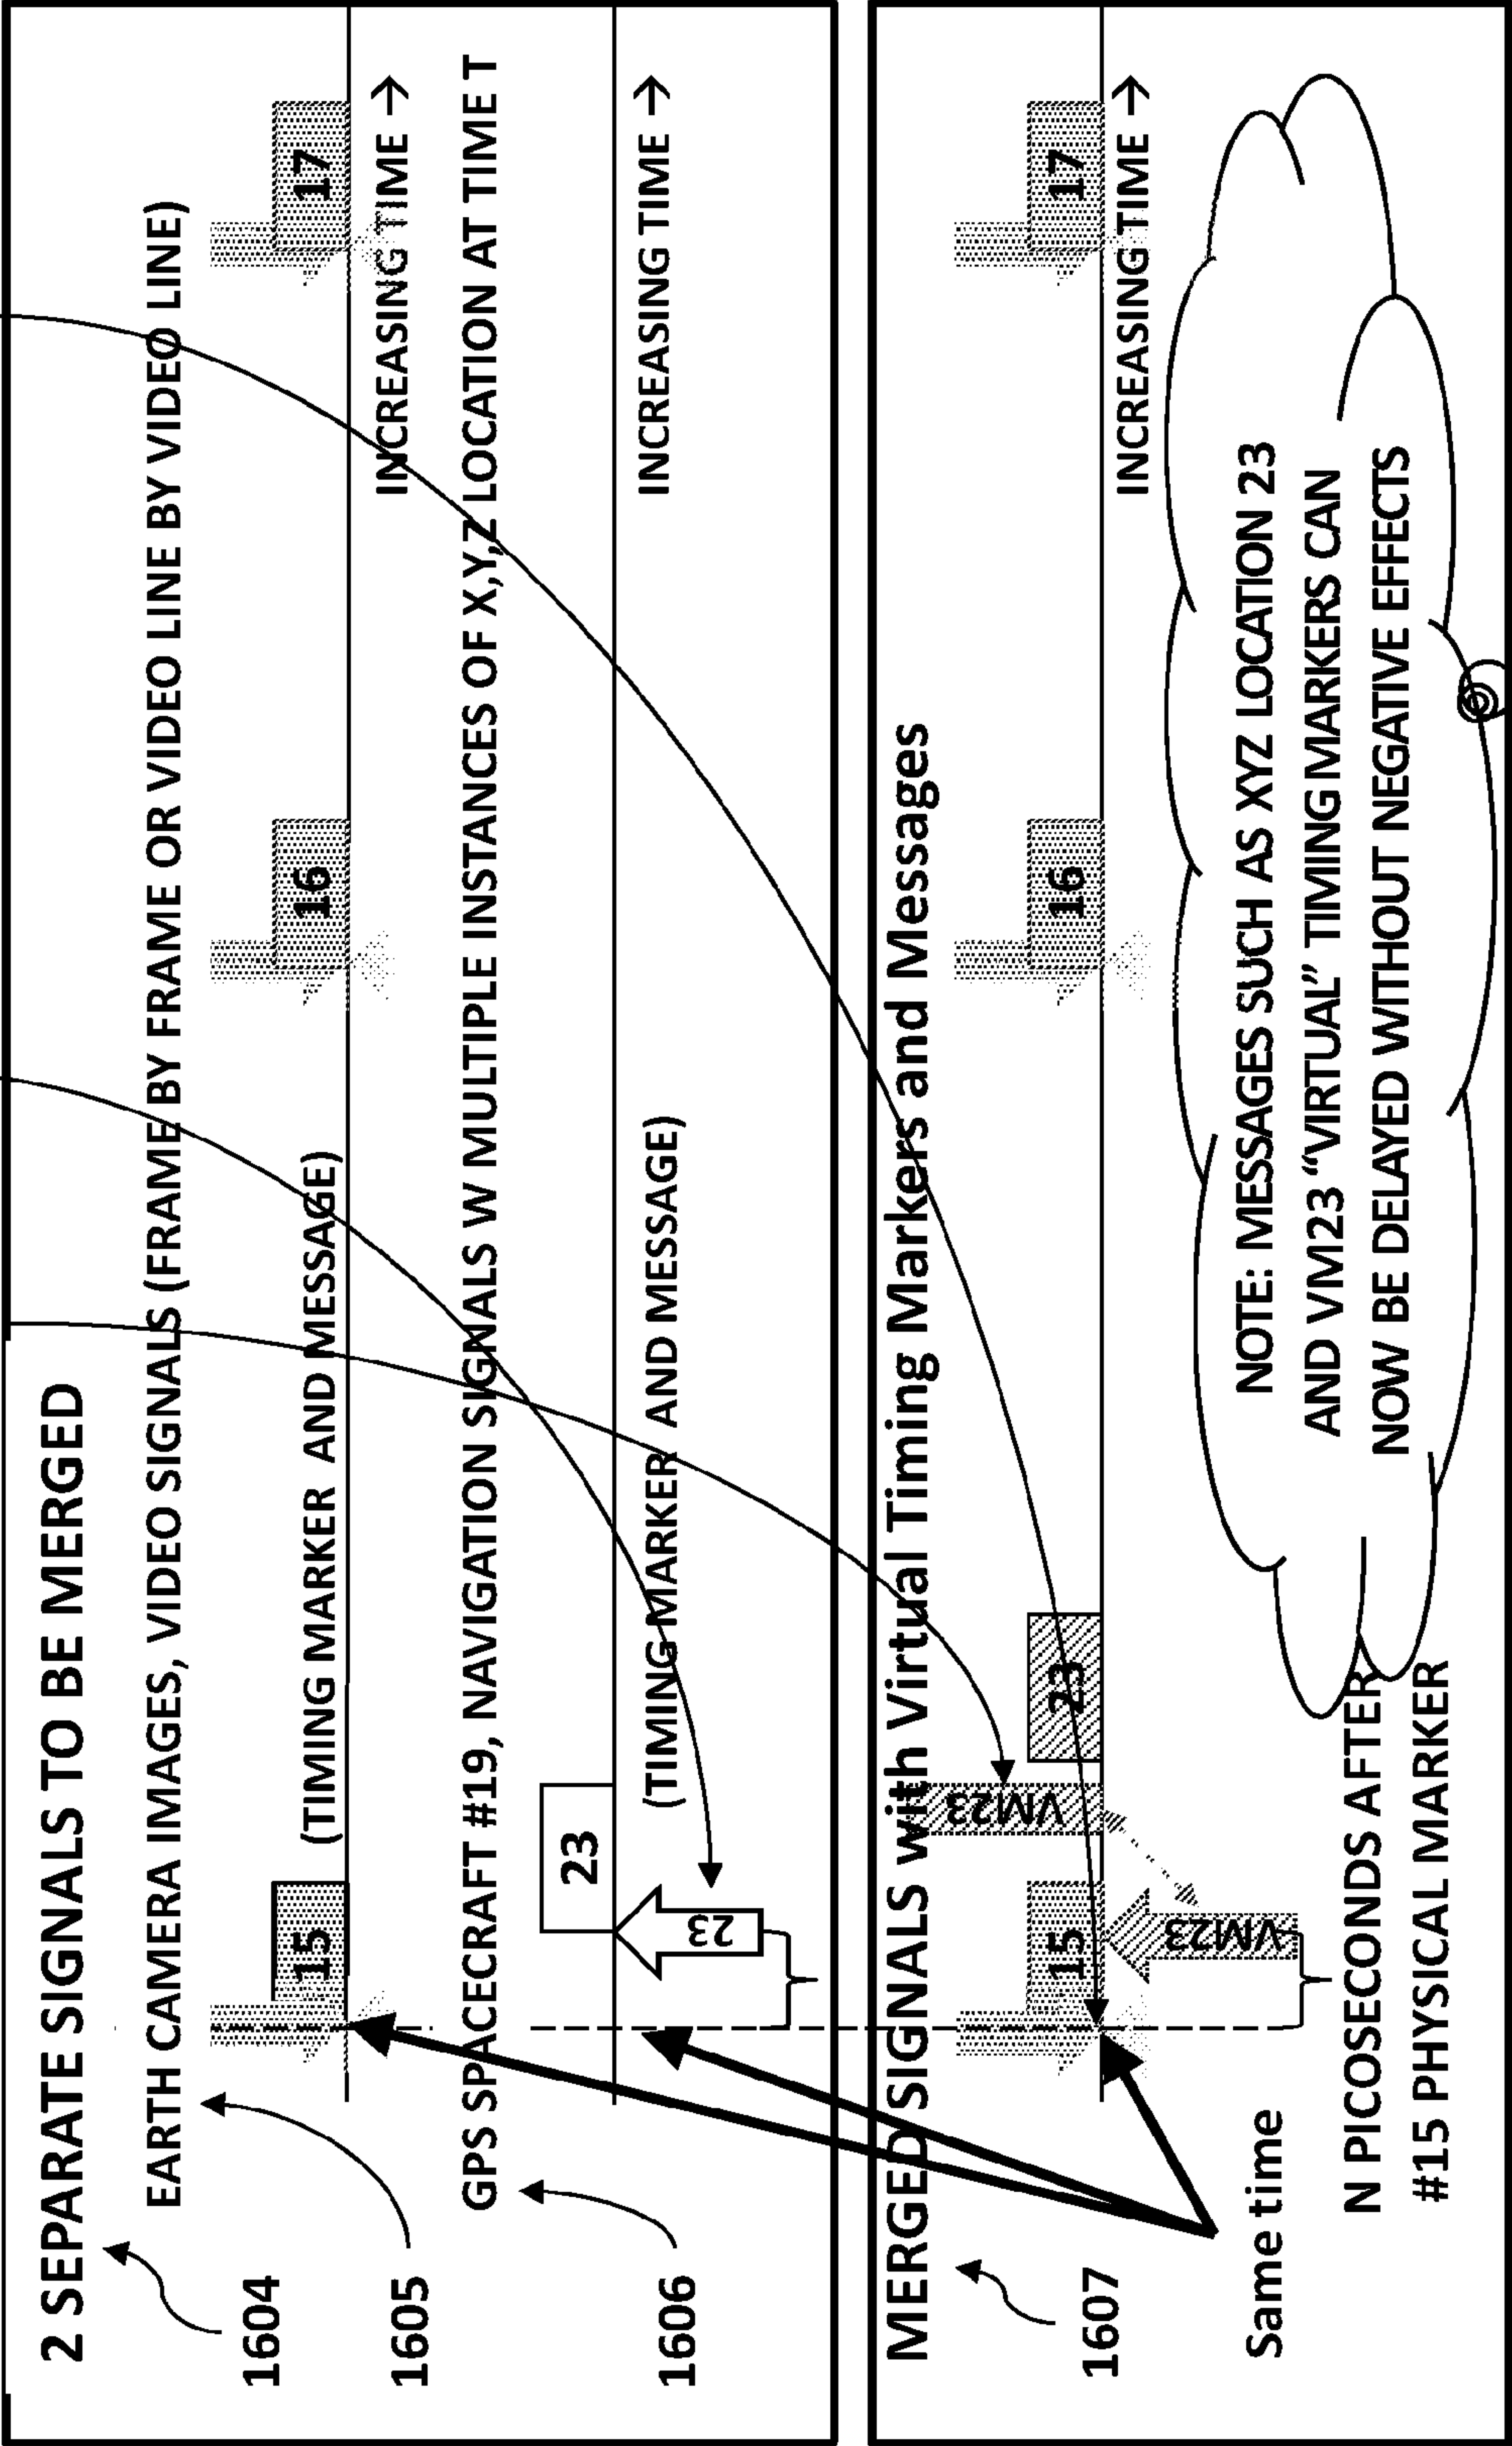 2 SEPARATE SIGNALS TO BE MERGED
1604
EARTH CAMERA IMAGES, VIDEO SIGNALS (FRAME BY FRAME OR VIDEO LINE BY VIDEO LINE)
1605
15
(TIMING MARKER AND MESSAGE)
16
17
INCREASING TIME →
GPS SPACECRAFT #19, NAVIGATION SIGNALS W MULTIPLE INSTANCES OF X,Y,Z LOCATION AT TIME T
1606
23
23
(TIMING MARKER AND MESSAGE)
INCREASING TIME →
MERGED SIGNALS with Virtual Timing Markers and Messages
1607
15
VM23
23
16
17
INCREASING TIME →
VM23
Same time
N PICOSECONDS AFTER
#15 PHYSICAL MARKER
NOTE: MESSAGES SUCH AS XYZ LOCATION 23
AND VM23 “VIRTUAL” TIMING MARKERS CAN
NOW BE DELAYED WITHOUT NEGATIVE EFFECTS